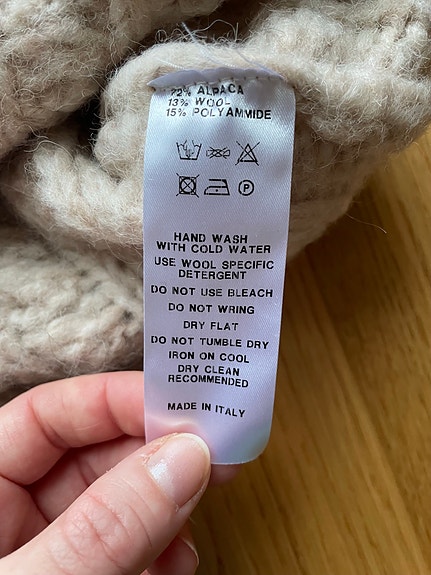 72% ALPACA
13% WOOL
15% POLYAMMIDE
P
HAND WASH
WITH COLD WATER
USE WOOL SPECIFIC
DETERGENT
DO NOT USE BLEACH
DO NOT WRING
DRY FLAT
DO NOT TUMBLE DRY
IRON ON COOL
DRY CLEAN
RECOMMENDED
MADE IN ITALY